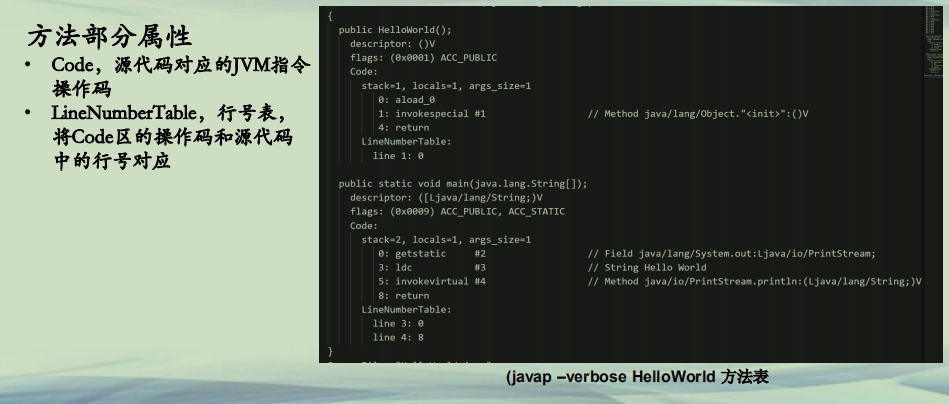 方法部分属性
• Code，源代码对应的JVM指令
操作码
• LineNumberTable，行号表，
将Code区的操作码和源代码
中的行号对应
{
public HelloWorld();
descriptor: ()V
flags: (0x0001) ACC_PUBLIC
Code:
stack=1, locals=1, args_size=1
0: aload_0
1: invokespecial #1 // Method java/lang/Object."<init>":()V
4: return
LineNumberTable:
line 1: 0
public static void main(java.lang.String[]);
descriptor: ([Ljava/lang/String;)V
flags: (0x0009) ACC_PUBLIC, ACC_STATIC
Code:
stack=2, locals=1, args_size=1
0: getstatic #2 // Field java/lang/System.out:Ljava/io/PrintStream;
3: ldc #3 // String Hello World
5: invokevirtual #4 // Method java/io/PrintStream.println:(Ljava/lang/String;)V
8: return
LineNumberTable:
line 3: 0
line 4: 8
}
(javap –verbose HelloWorld 方法表